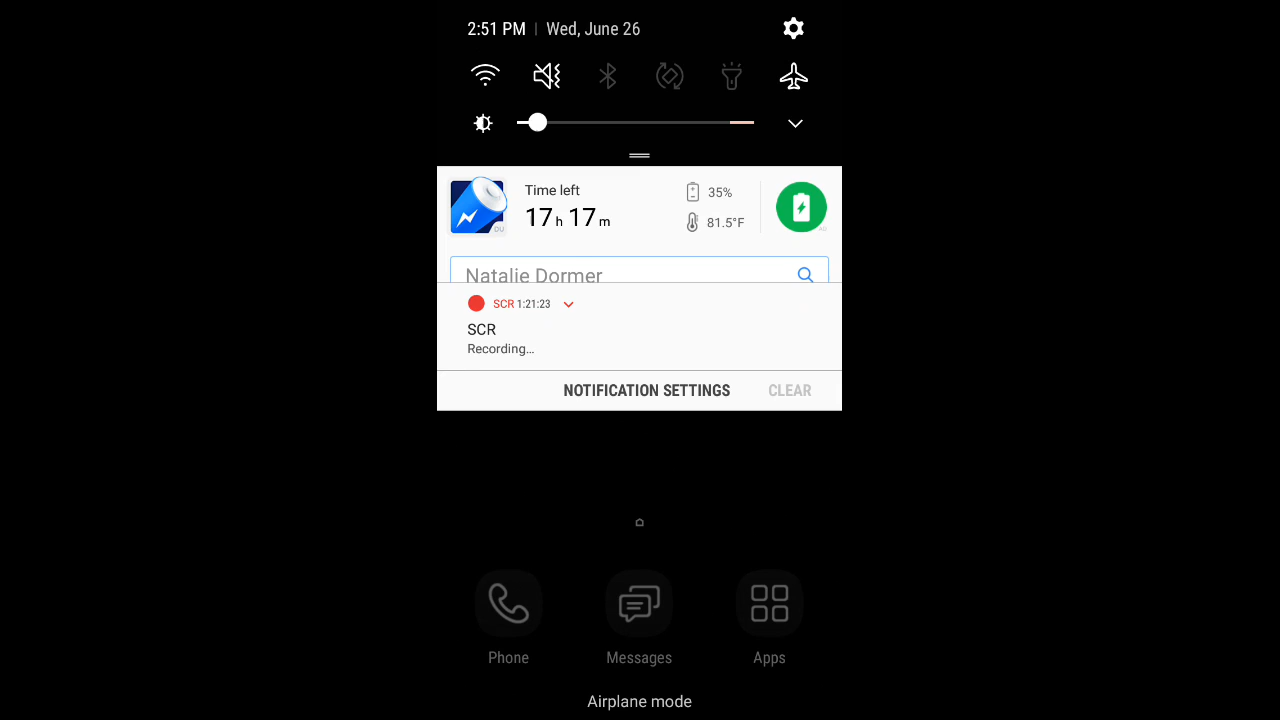 2:51 PM | Wed, June 26
Time left
17 h 17 m
35%
81.5°F
DU
Natalie Dormer
SCR 1:21:23
SCR
Recording...
NOTIFICATION SETTINGS CLEAR
Phone Messages Apps
Airplane mode